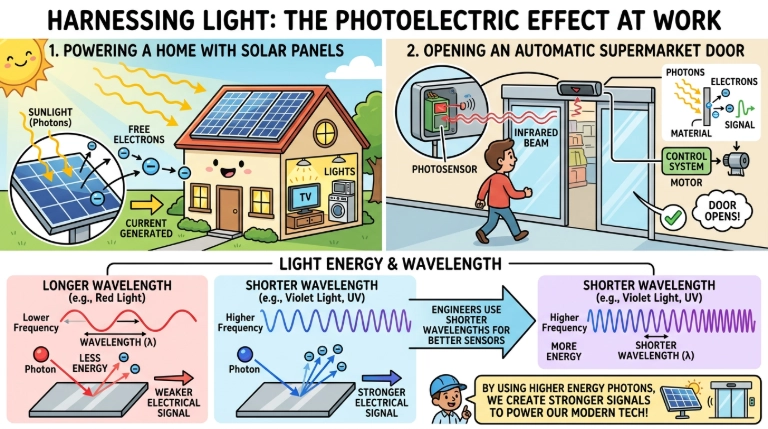 HARNESSING LIGHT: THE PHOTOELECTRIC EFFECT AT WORK
1. POWERING A HOME WITH SOLAR PANELS
SUNLIGHT
(Photons)
FREE
ELECTRONS
LIGHTS
TV
CURRENT
GENERATED
2. OPENING AN AUTOMATIC SUPERMARKET DOOR
PHOTOSENSOR
INFRARED
BEAM
PHOTONS
ELECTRONS
MATERIAL
SIGNAL
CONTROL
SYSTEM
MOTOR
DOOR
OPENS!
LIGHT ENERGY & WAVELENGTH
LONGER WAVELENGTH
(e.g., Red Light)
Lower
Frequency
WAVELENGTH (λ)
Photon
LESS
ENERGY
WEAKER
ELECTRICAL
SIGNAL
SHORTER WAVELENGTH
(e.g., Violet Light, UV)
Higher
Frequency
Photon
STRONGER
ELECTRICAL
SIGNAL
ENGINEERS USE
SHORTER
WAVELENGTHS FOR
BETTER SENSORS
SHORTER WAVELENGTH
(e.g., Violet Light, UV)
Higher
Frequency
MORE
ENERGY
SHORTER
WAVELENGTH (λ)
BY USING HIGHER ENERGY PHOTONS,
WE CREATE STRONGER SIGNALS
TO POWER OUR MODERN TECH!